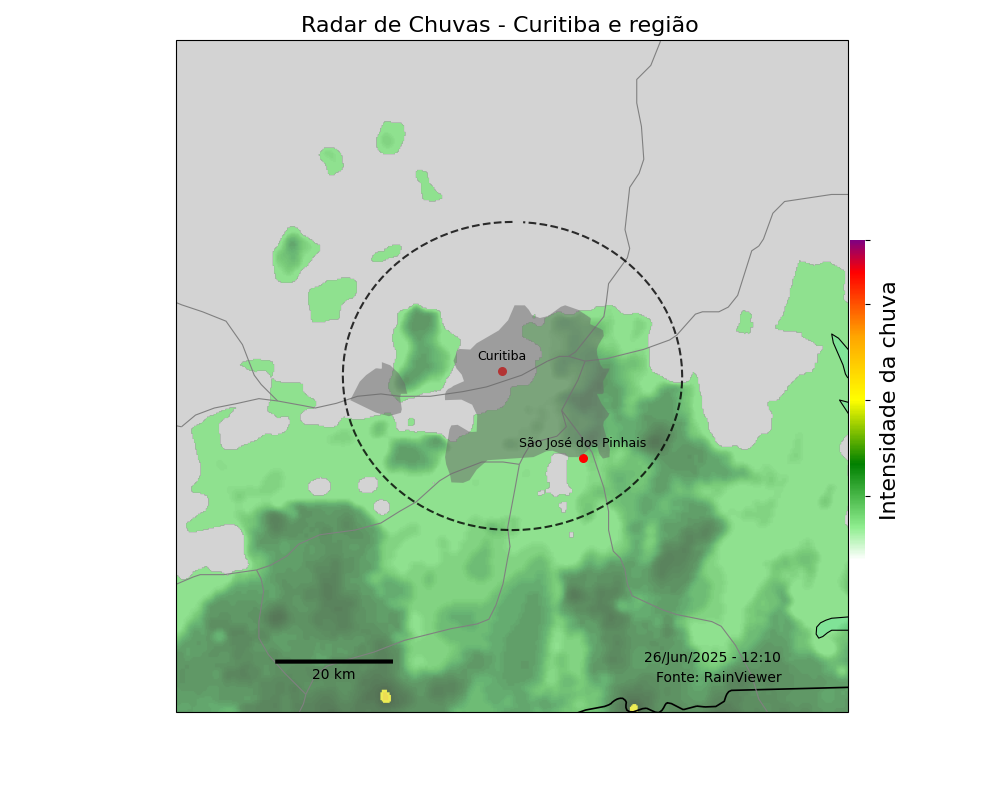 Radar de Chuvas - Curitiba e região
Curitiba
São José dos Pinhais
Intensidade da chuva
26/Jun/2025 - 12:10
20 km
Fonte: RainViewer